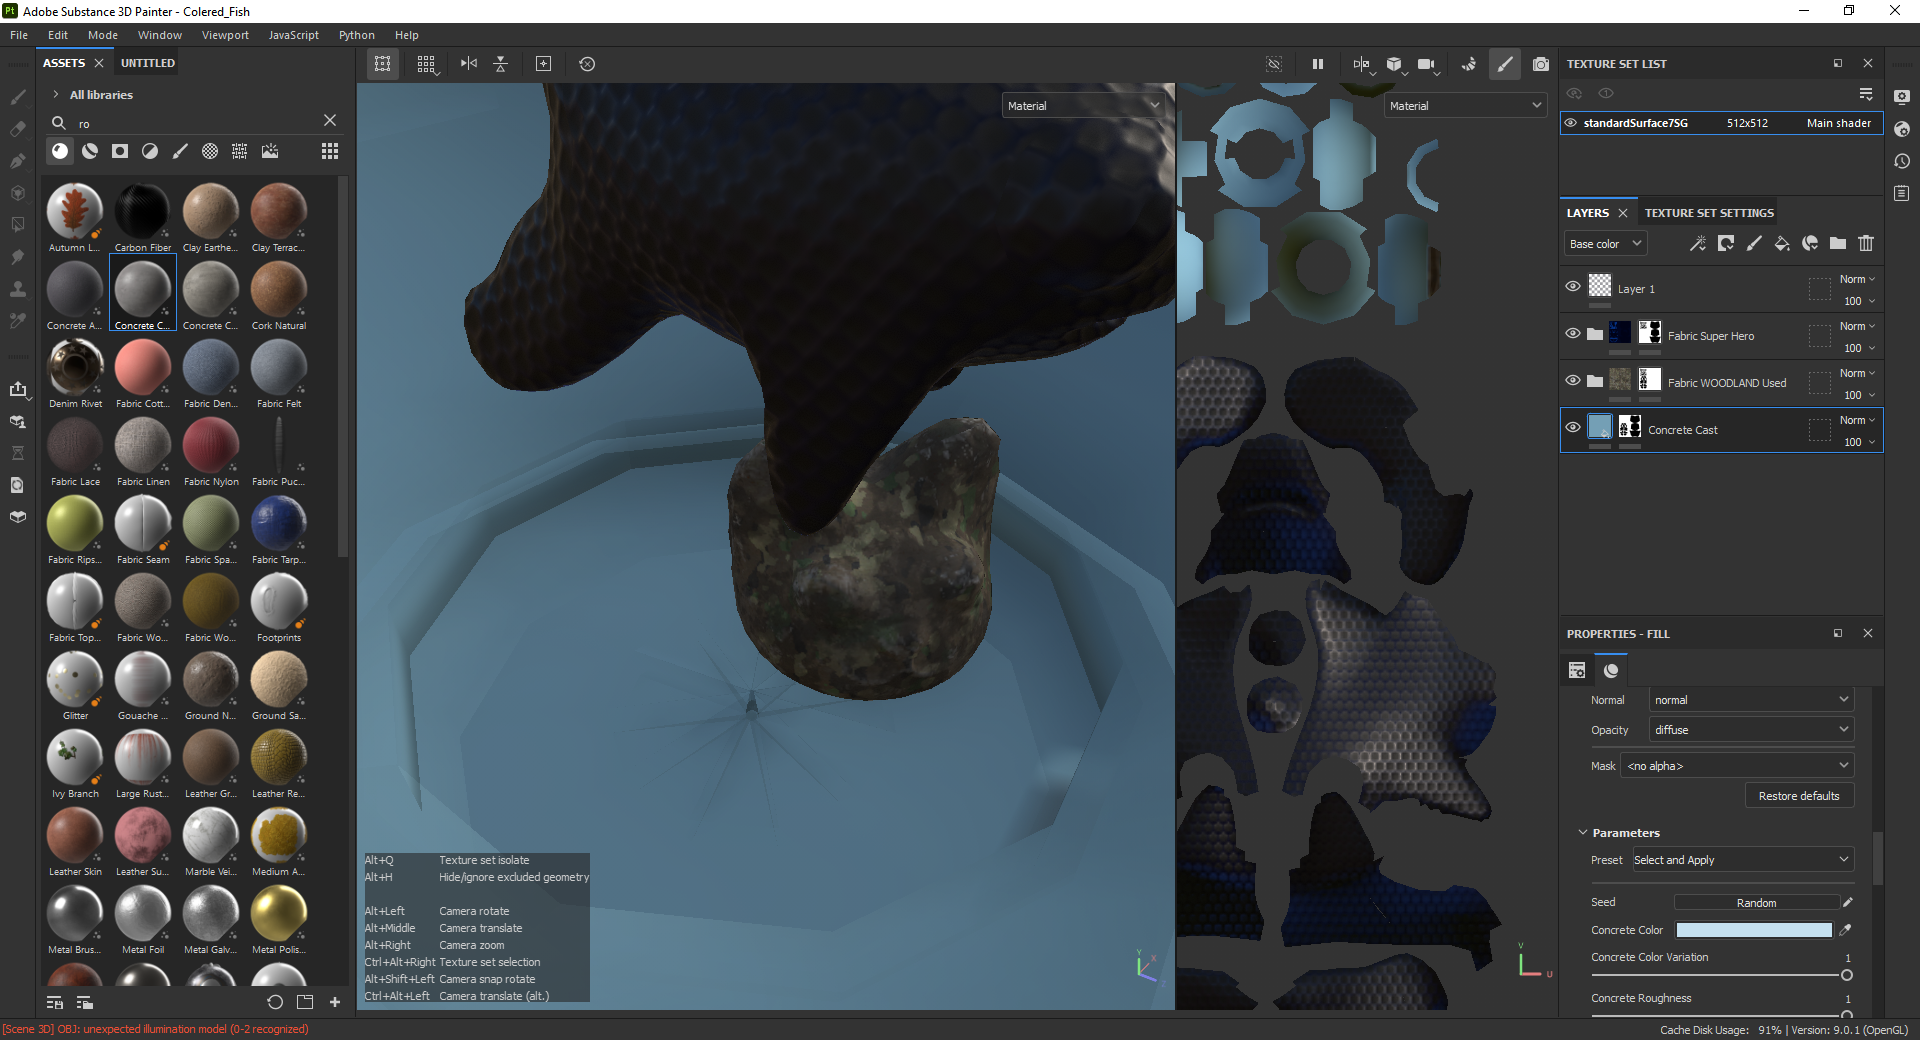 Adobe Substance 3D Painter - Colered_Fish
File Edit Mode Window Viewport JavaScript Python Help
ASSETS UNTITLED
All libraries
ro
Autumn L... Carbon Fiber Clay Earthe... Clay Terrac...
Concrete A... Concrete C... Concrete C... Cork Natural
Denim Rivet Fabric Cott... Fabric Den... Fabric Felt
Fabric Lace Fabric Linen Fabric Nylon Fabric Puc...
Fabric Rips... Fabric Seam Fabric Spa... Fabric Tarp...
Fabric Top... Fabric Wo... Fabric Wo... Footprints
Glitter Gouache ... Ground N... Ground Sa...
Ivy Branch Large Rust... Leather Gr... Leather Re...
Leather Skin Leather Su... Marble Vei... Medium A...
Metal Brus... Metal Foil Metal Galv... Metal Polis...
Material
Alt+Q Texture set isolate
Alt+H Hide/ignore excluded geometry
Alt+Left Camera rotate
Alt+Middle Camera translate
Alt+Right Camera zoom
Ctrl+Alt+Right Texture set selection
Alt+Shift+Left Camera snap rotate
Ctrl+Alt+Left Camera translate (alt.)
Y
X
Z
Material
V
U
TEXTURE SET LIST
standardSurface7SG 512x512 Main shader
LAYERS TEXTURE SET SETTINGS
Base color
Layer 1 Norm
100
Fabric Super Hero Norm
100
Fabric WOODLAND Used Norm
100
Concrete Cast Norm
100
PROPERTIES - FILL
Normal normal
Opacity diffuse
Mask <no alpha>
Restore defaults
Parameters
Preset Select and Apply
Seed Random
Concrete Color
Concrete Color Variation 1
Concrete Roughness 1
[Scene 3D] OBJ: unexpected illumination model (0-2 recognized)
Cache Disk Usage: 91% | Version: 9.0.1 (OpenGL)